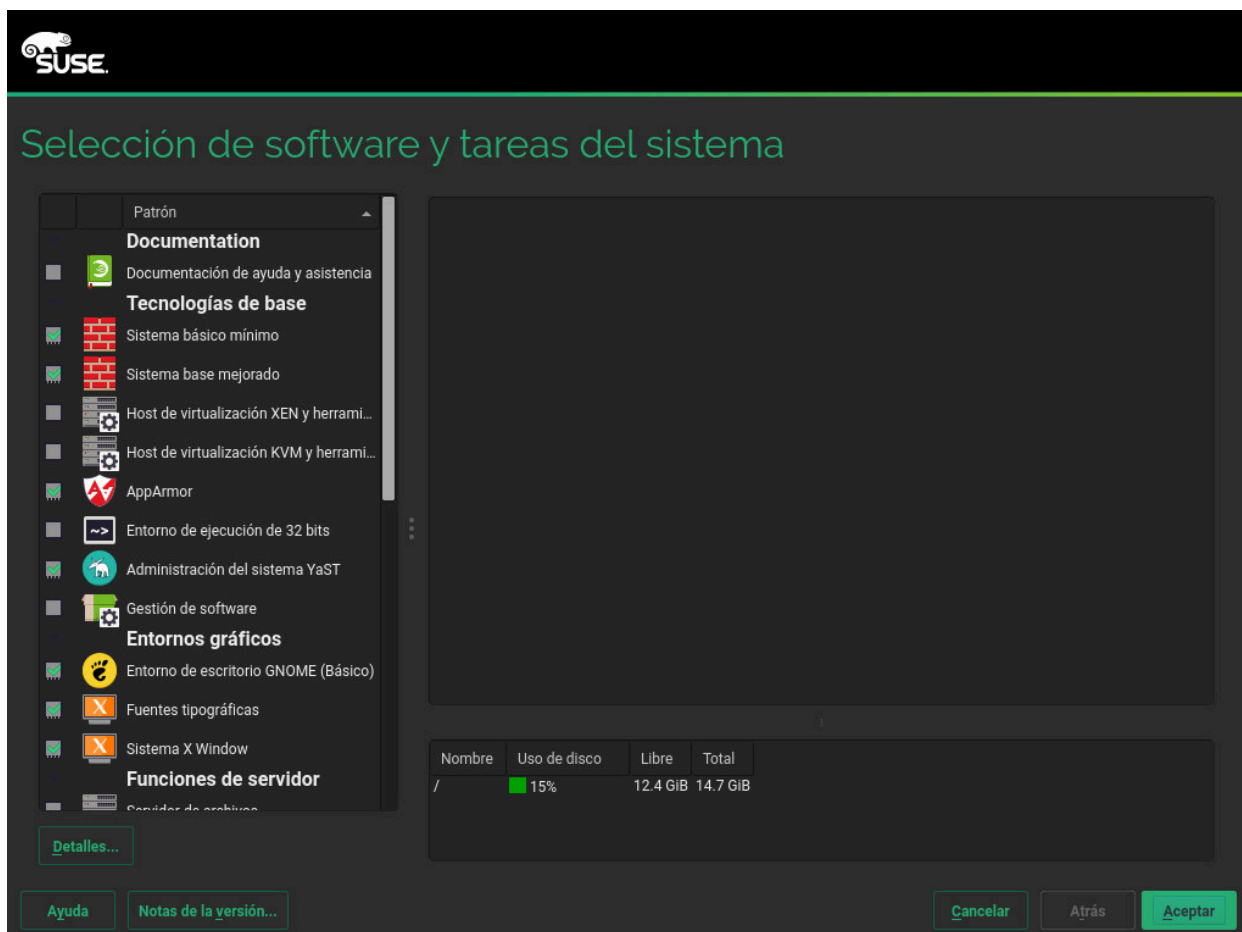 SUSE.
Selección de software y tareas del sistema
Patrón
Documentation
Documentación de ayuda y asistencia
Tecnologías de base
Sistema básico mínimo
Sistema base mejorado
Host de virtualización XEN y herrami...
Host de virtualización KVM y herrami...
AppArmor
Entorno de ejecución de 32 bits
Administración del sistema YaST
Gestión de software
Entornos gráficos
Entorno de escritorio GNOME (Básico)
Fuentes tipográficas
Sistema X Window
Funciones de servidor
Servidor de archivos
Nombre Uso de disco Libre Total
/ 15% 12.4 GiB 14.7 GiB
Detalles...
Ayuda Notas de la versión... Cancelar Atrás Aceptar